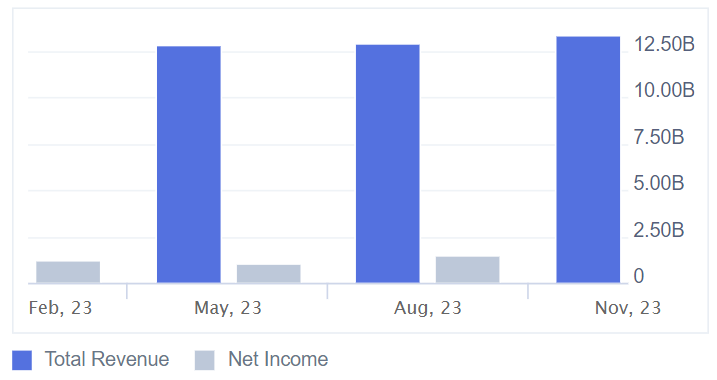 12.50B
10.00B
7.50B
5.00B
2.50B
0
Feb, 23 May, 23 Aug, 23 Nov, 23
Total Revenue Net Income